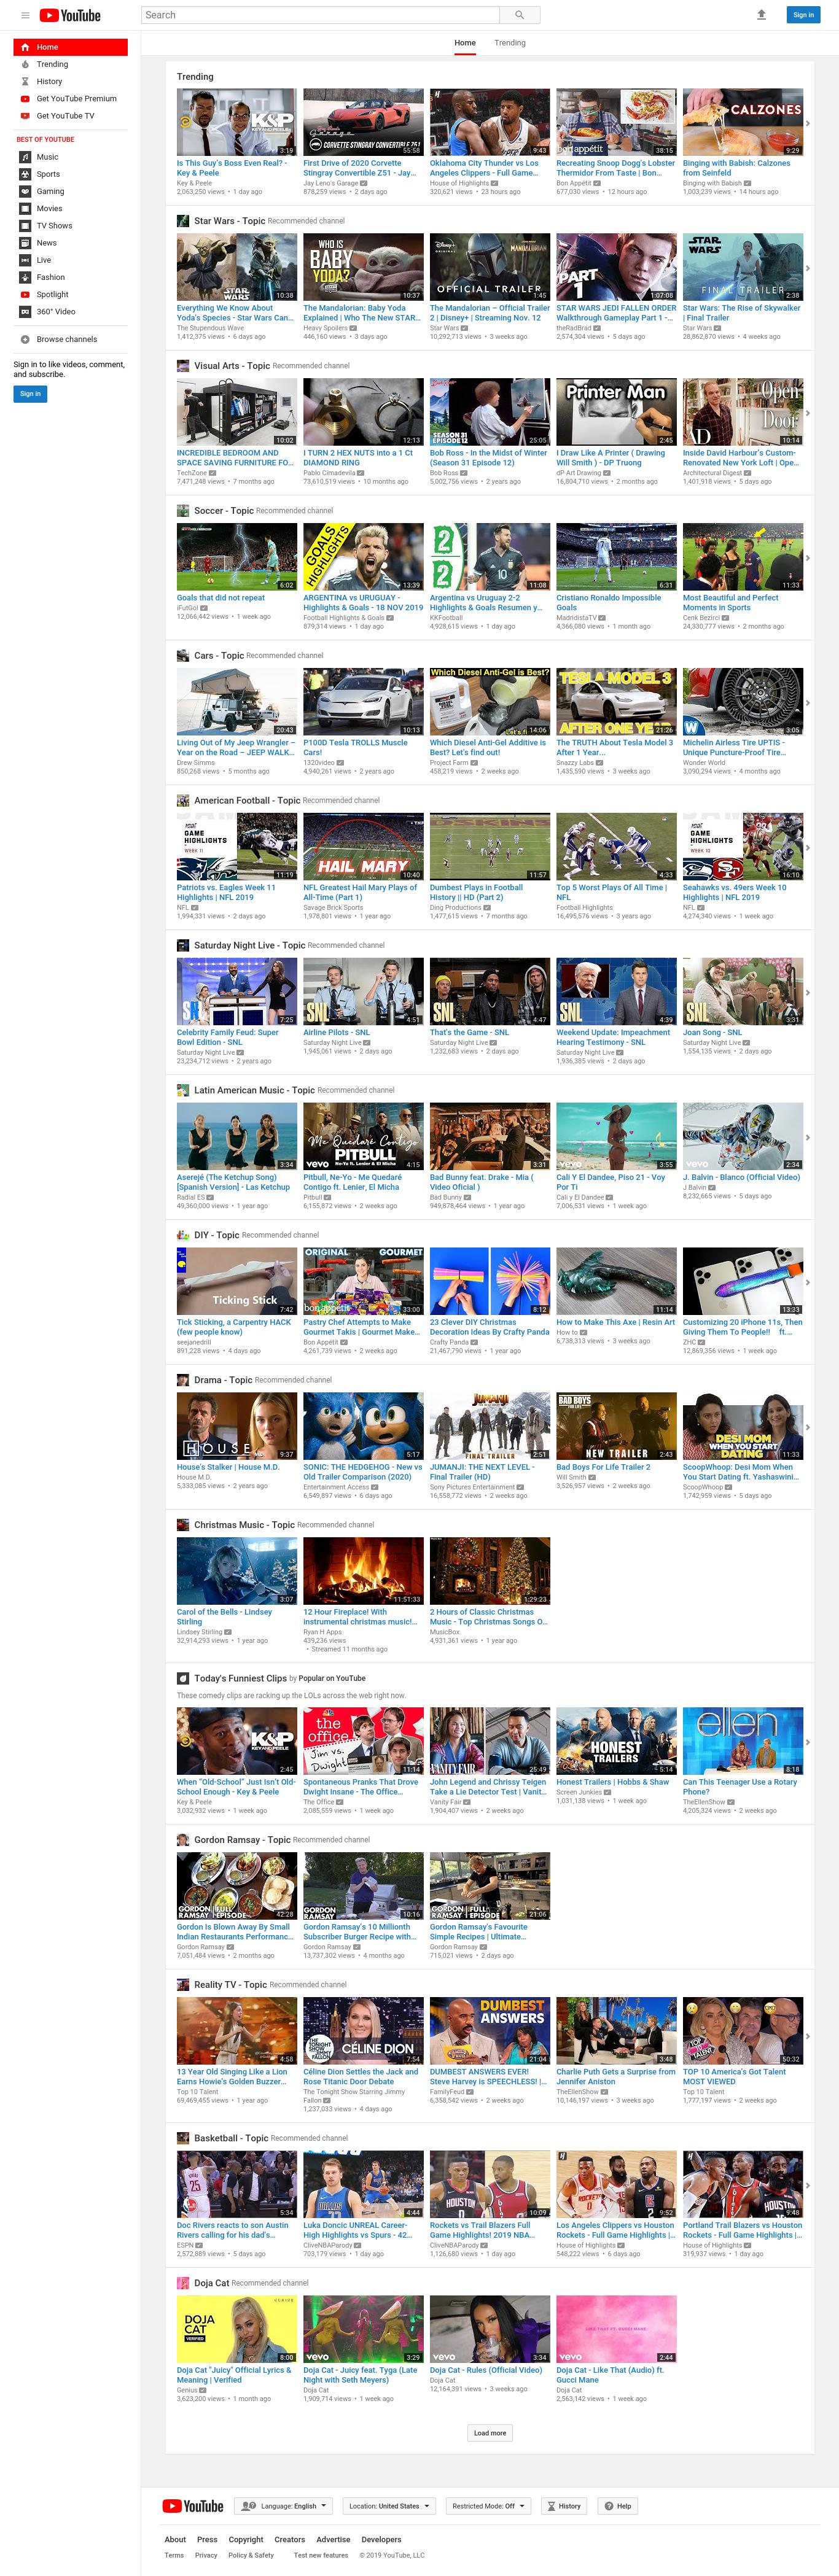 YouTube
Search
Sign in
Home
Trending
Home
Trending
History
Get YouTube Premium
Get YouTube TV
BEST OF YOUTUBE
Music
Sports
Gaming
Movies
TV Shows
News
Live
Fashion
Spotlight
360° Video
Browse channels
Sign in to like videos, comment,
and subscribe.
Sign in
Trending
3:19
Is This Guy's Boss Even Real? -
Key & Peele
Key & Peele
2,063,250 views • 1 day ago
CORVETTE STINGRAY CONVERTIBLE Z51
55:58
First Drive of 2020 Corvette
Stingray Convertible Z51 - Jay…
Jay Leno's Garage
878,259 views • 2 days ago
9:43
Oklahoma City Thunder vs Los
Angeles Clippers - Full Game…
House of Highlights
320,621 views • 23 hours ago
bon appétit
38:15
Recreating Snoop Dogg's Lobster
Thermidor From Taste | Bon…
Bon Appétit
677,030 views • 12 hours ago
CALZONES
9:29
Binging with Babish: Calzones
from Seinfeld
Binging with Babish
1,003,239 views • 14 hours ago
Star Wars - Topic Recommended channel
STAR WARS
10:38
Everything We Know About
Yoda's Species - Star Wars Can…
The Stupendous Wave
1,412,375 views • 6 days ago
WHO IS
BABY
YODA?
10:37
The Mandalorian: Baby Yoda
Explained | Who The New STAR…
Heavy Spoilers
446,160 views • 3 days ago
Disney+
MANDALORIAN
OFFICIAL TRAILER
1:45
The Mandalorian – Official Trailer
2 | Disney+ | Streaming Nov. 12
Star Wars
10,292,713 views • 3 weeks ago
PART
1
1:07:08
STAR WARS JEDI FALLEN ORDER
Walkthrough Gameplay Part 1 -…
theRadBrad
2,574,304 views • 5 days ago
STAR WARS
FINAL TRAILER
2:38
Star Wars: The Rise of Skywalker
| Final Trailer
Star Wars
28,862,870 views • 4 weeks ago
Visual Arts - Topic Recommended channel
10:02
INCREDIBLE BEDROOM AND
SPACE SAVING FURNITURE FO…
TechZone
7,471,248 views • 7 months ago
12:13
I TURN 2 HEX NUTS into a 1 Ct
DIAMOND RING
Pablo Cimadevila
73,610,519 views • 10 months ago
SEASON 31
EPISODE 12
25:05
Bob Ross - In the Midst of Winter
(Season 31 Episode 12)
Bob Ross
5,002,756 views • 2 years ago
Printer Man
2:45
I Draw Like A Printer ( Drawing
Will Smith ) - DP Truong
dP Art Drawing
16,804,710 views • 2 months ago
Open
Door
AD
10:14
Inside David Harbour's Custom-
Renovated New York Loft | Ope…
Architectural Digest
1,401,918 views • 5 days ago
Soccer - Topic Recommended channel
6:02
Goals that did not repeat
iFutGol
12,066,442 views • 1 week ago
GOALS
HIGHLIGHTS
13:39
ARGENTINA vs URUGUAY -
Highlights & Goals - 18 NOV 2019
Football Highlights & Goals
879,314 views • 1 day ago
2
2
11:08
Argentina vs Uruguay 2-2
Highlights & Goals Resumen y…
KKFootball
4,928,615 views • 1 day ago
6:31
Cristiano Ronaldo Impossible
Goals
MadridistaTV
4,366,080 views • 1 month ago
11:33
Most Beautiful and Perfect
Moments in Sports
Cenk Bezirci
24,330,777 views • 2 months ago
Cars - Topic Recommended channel
20:43
Living Out of My Jeep Wrangler –
Year on the Road – JEEP WALK…
Drew Simms
850,268 views • 5 months ago
10:13
P100D Tesla TROLLS Muscle
Cars!
1320video
4,940,261 views • 2 years ago
Which Diesel Anti-Gel is Best?
14:06
Which Diesel Anti-Gel Additive is
Best? Let's find out!
Project Farm
458,219 views • 2 weeks ago
TESLA MODEL 3
AFTER ONE YEAR
21:26
The TRUTH About Tesla Model 3
After 1 Year...
Snazzy Labs
1,435,590 views • 3 weeks ago
3:05
Michelin Airless Tire UPTIS -
Unique Puncture-Proof Tire…
Wonder World
3,090,294 views • 4 months ago
American Football - Topic Recommended channel
GAME
HIGHLIGHTS
WEEK 11
11:19
Patriots vs. Eagles Week 11
Highlights | NFL 2019
NFL
1,994,331 views • 2 days ago
HAIL MARY
10:40
NFL Greatest Hail Mary Plays of
All-Time (Part 1)
Savage Brick Sports
1,978,801 views • 1 year ago
11:57
Dumbest Plays in Football
History || HD (Part 2)
Ding Productions
1,477,615 views • 7 months ago
4:33
Top 5 Worst Plays Of All Time |
NFL
Football Highlights
16,495,576 views • 3 years ago
GAME
HIGHLIGHTS
WEEK 10
16:10
Seahawks vs. 49ers Week 10
Highlights | NFL 2019
NFL
4,274,340 views • 1 week ago
Saturday Night Live - Topic Recommended channel
7:25
Celebrity Family Feud: Super
Bowl Edition - SNL
Saturday Night Live
23,234,712 views • 2 years ago
SNL
4:51
Airline Pilots - SNL
Saturday Night Live
1,945,061 views • 2 days ago
SNL
4:47
That's the Game - SNL
Saturday Night Live
1,232,683 views • 2 days ago
SNL
4:39
Weekend Update: Impeachment
Hearing Testimony - SNL
Saturday Night Live
1,936,385 views • 2 days ago
SNL
3:31
Joan Song - SNL
Saturday Night Live
1,554,135 views • 2 days ago
Latin American Music - Topic Recommended channel
3:34
Aserejé (The Ketchup Song)
[Spanish Version] - Las Ketchup
Radial ES
49,360,000 views • 1 year ago
Me Quedaré Contigo
PITBULL
Ne-Yo ft. Lenier & El Micha
vevo
4:15
Pitbull, Ne-Yo - Me Quedaré
Contigo ft. Lenier, El Micha
Pitbull
6,155,872 views • 2 weeks ago
3:31
Bad Bunny feat. Drake - Mia (
Video Oficial )
Bad Bunny
949,878,464 views • 1 year ago
vevo
3:55
Cali Y El Dandee, Piso 21 - Voy
Por Ti
Cali y El Dandee
7,006,531 views • 1 week ago
vevo
2:34
J. Balvin - Blanco (Official Video)
J Balvin
8,232,665 views • 5 days ago
DIY - Topic Recommended channel
Ticking Stick
7:42
Tick Sticking, a Carpentry HACK
(few people know)
seejanedrill
891,228 views • 4 days ago
ORIGINAL GOURMET
bon appétit
33:00
Pastry Chef Attempts to Make
Gourmet Takis | Gourmet Make…
Bon Appétit
4,261,739 views • 2 weeks ago
8:12
23 Clever DIY Christmas
Decoration Ideas By Crafty Panda
Crafty Panda
21,467,790 views • 1 year ago
11:14
How to Make This Axe | Resin Art
How to
6,738,313 views • 3 weeks ago
13:33
Customizing 20 iPhone 11s, Then
Giving Them To People!! ft.…
ZHC
12,869,356 views • 1 week ago
Drama - Topic Recommended channel
HOUSE
9:37
House's Stalker | House M.D.
House M.D.
5,333,085 views • 2 years ago
5:17
SONIC: THE HEDGEHOG - New vs
Old Trailer Comparison (2020)
Entertainment Access
6,549,897 views • 6 days ago
JUMANJI
FINAL TRAILER
2:51
JUMANJI: THE NEXT LEVEL -
Final Trailer (HD)
Sony Pictures Entertainment
16,558,772 views • 2 weeks ago
BAD BOYS
NEW TRAILER
2:43
Bad Boys For Life Trailer 2
Will Smith
3,526,957 views • 2 weeks ago
DESI MOM
WHEN YOU START
DATING
11:33
ScoopWhoop: Desi Mom When
You Start Dating ft. Yashaswini…
ScoopWhoop
1,742,959 views • 5 days ago
Christmas Music - Topic Recommended channel
3:07
Carol of the Bells - Lindsey
Stirling
Lindsey Stirling
32,914,293 views • 1 year ago
11:51:33
12 Hour Fireplace! With
instrumental christmas music!…
Ryan H Apps
439,236 views
• Streamed 11 months ago
1:29:23
2 Hours of Classic Christmas
Music - Top Christmas Songs O…
MusicBox
4,931,361 views • 1 year ago
Today's Funniest Clips by Popular on YouTube
These comedy clips are racking up the LOLs across the web right now.
K&P
KEY AND PEELE
2:45
When "Old-School" Just Isn't Old-
School Enough - Key & Peele
Key & Peele
3,032,932 views • 1 week ago
the office
Jim vs.
Dwight
11:14
Spontaneous Pranks That Drove
Dwight Insane - The Office…
The Office
2,085,559 views • 1 week ago
VANITY FAIR
25:49
John Legend and Chrissy Teigen
Take a Lie Detector Test | Vanit…
Vanity Fair
1,904,407 views • 2 weeks ago
HONEST
TRAILERS
5:14
Honest Trailers | Hobbs & Shaw
Screen Junkies
1,031,138 views • 1 week ago
ellen
8:18
Can This Teenager Use a Rotary
Phone?
TheEllenShow
4,205,324 views • 2 weeks ago
Gordon Ramsay - Topic Recommended channel
GORDON RAMSAY | FULL EPISODE
42:28
Gordon Is Blown Away By Small
Indian Restaurants Performanc…
Gordon Ramsay
7,051,484 views • 2 months ago
GORDON RAMSAY
10:16
Gordon Ramsay's 10 Millionth
Subscriber Burger Recipe with…
Gordon Ramsay
13,737,302 views • 4 months ago
GORDON RAMSAY | FULL EPISODE
21:06
Gordon Ramsay's Favourite
Simple Recipes | Ultimate…
Gordon Ramsay
715,021 views • 2 days ago
Reality TV - Topic Recommended channel
4:58
13 Year Old Singing Like a Lion
Earns Howie's Golden Buzzer…
Top 10 Talent
69,469,455 views • 1 year ago
CÉLINE DION
7:54
Céline Dion Settles the Jack and
Rose Titanic Door Debate
The Tonight Show Starring Jimmy
Fallon
1,237,033 views • 4 days ago
DUMBEST
ANSWERS
21:04
DUMBEST ANSWERS EVER!
Steve Harvey is SPEECHLESS! |…
FamilyFeud
6,358,542 views • 2 weeks ago
3:48
Charlie Puth Gets a Surprise from
Jennifer Aniston
TheEllenShow
10,146,197 views • 3 weeks ago
50:32
TOP 10 America's Got Talent
MOST VIEWED
Top 10 Talent
1,777,197 views • 2 weeks ago
Basketball - Topic Recommended channel
5:34
Doc Rivers reacts to son Austin
Rivers calling for his dad's…
ESPN
2,572,889 views • 5 days ago
4:44
Luka Doncic UNREAL Career-
High Highlights vs Spurs - 42…
CliveNBAParody
703,179 views • 1 day ago
10:09
Rockets vs Trail Blazers Full
Game Highlights! 2019 NBA…
CliveNBAParody
1,126,680 views • 1 day ago
9:52
Los Angeles Clippers vs Houston
Rockets - Full Game Highlights |…
House of Highlights
548,222 views • 6 days ago
9:48
Portland Trail Blazers vs Houston
Rockets - Full Game Highlights |…
House of Highlights
319,937 views • 1 day ago
Doja Cat Recommended channel
GENIUS
DOJA
CAT
VERIFIED
8:00
Doja Cat "Juicy" Official Lyrics &
Meaning | Verified
Genius
3,623,200 views • 1 month ago
vevo
3:29
Doja Cat - Juicy feat. Tyga (Late
Night with Seth Meyers)
Doja Cat
1,909,714 views • 1 week ago
vevo
3:34
Doja Cat - Rules (Official Video)
Doja Cat
12,164,391 views • 3 weeks ago
vevo
2:44
Doja Cat - Like That (Audio) ft.
Gucci Mane
Doja Cat
2,563,142 views • 1 week ago
Load more
YouTube
Language: English
Location: United States
Restricted Mode: Off
History
Help
About Press Copyright Creators Advertise Developers
Terms Privacy Policy & Safety Test new features © 2019 YouTube, LLC